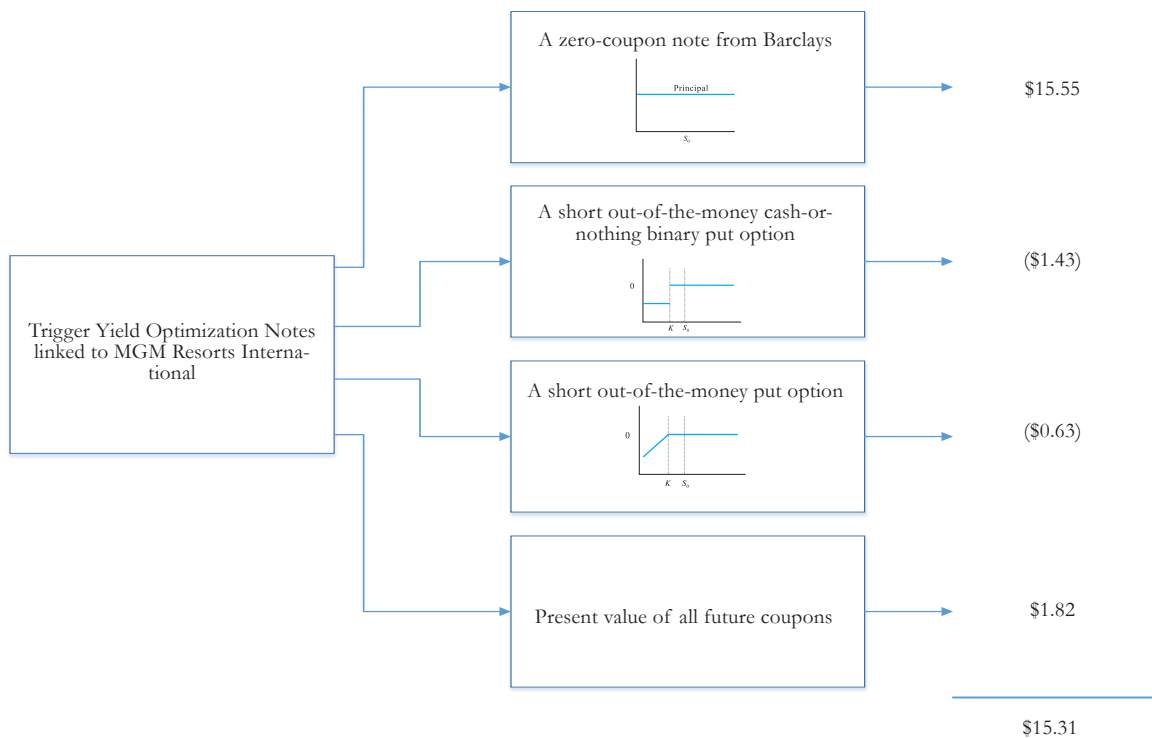 A zero-coupon note from Barclays
Principal
S₀
$15.55
A short out-of-the-money cash-or-
nothing binary put option
0
K
S₀
($1.43)
Trigger Yield Optimization Notes
linked to MGM Resorts Interna-
tional
A short out-of-the-money put option
0
K
S₀
($0.63)
Present value of all future coupons
$1.82
$15.31